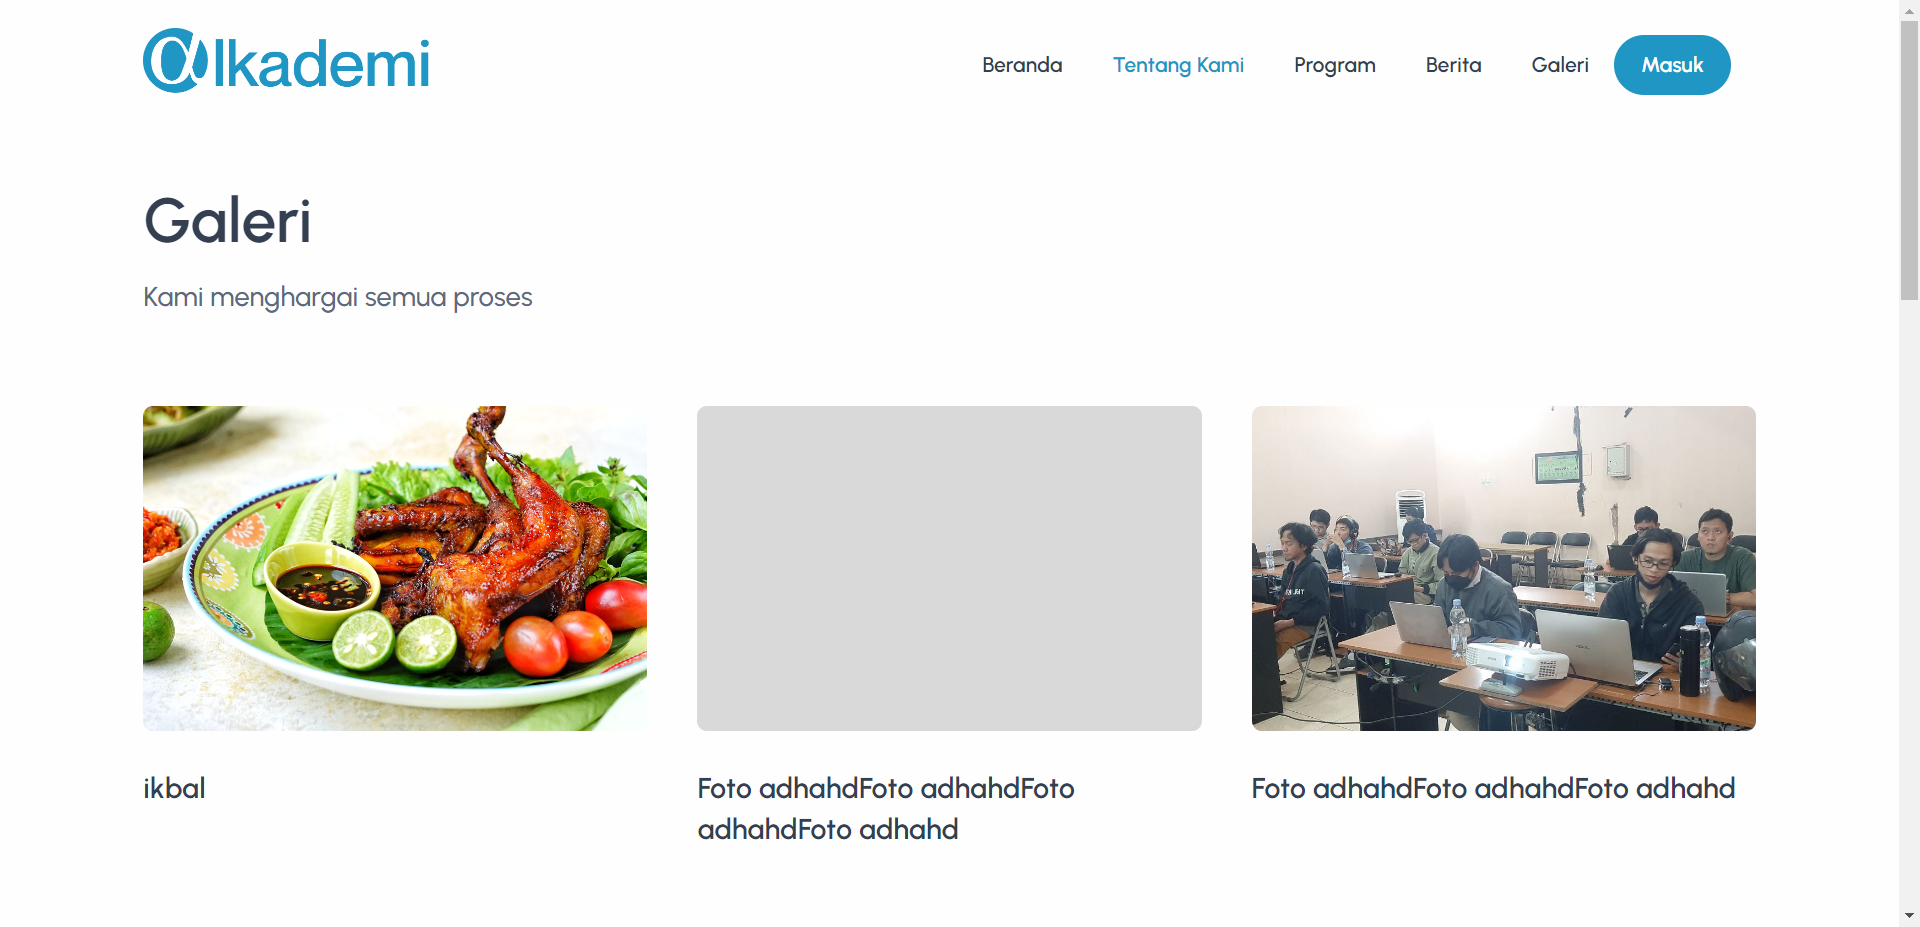 @lkademi
Beranda
Tentang Kami
Program
Berita
Galeri
Masuk
Galeri
Kami menghargai semua proses
ikbal
Foto adhahdFoto adhahdFoto
adhahdFoto adhahd
Foto adhahdFoto adhahdFoto adhahd